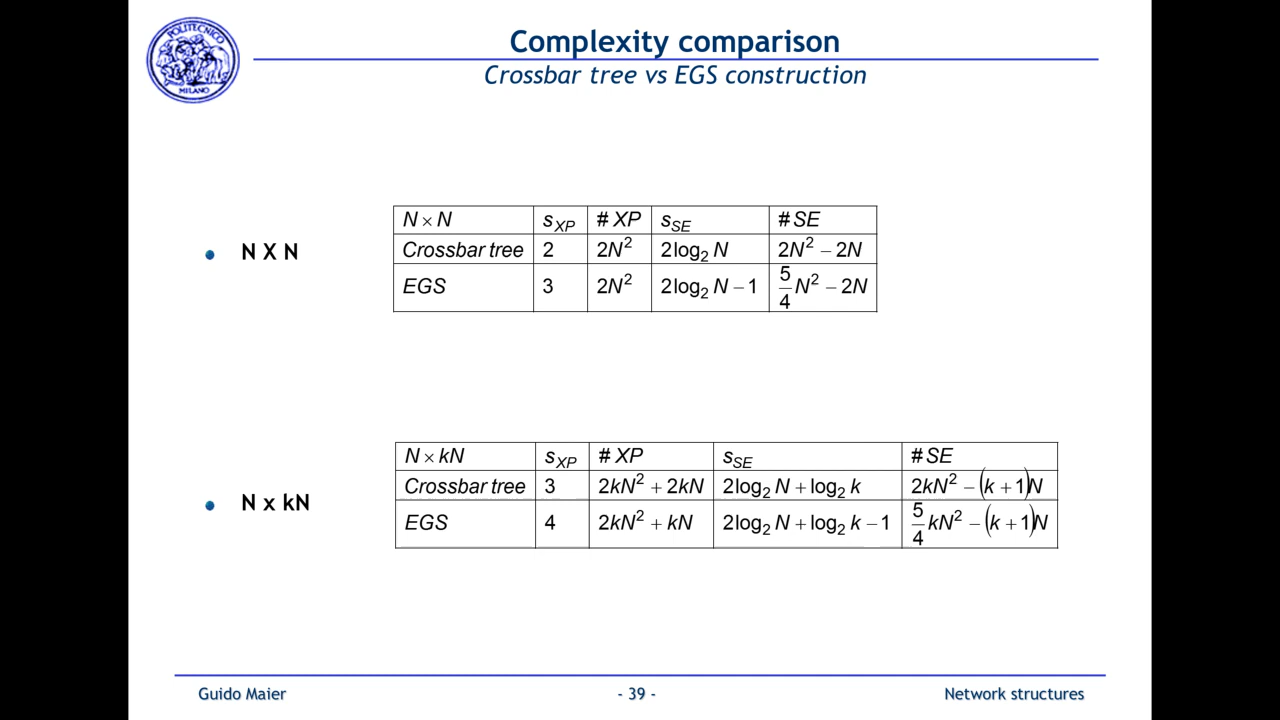 POLITECNICO
MILANO
Complexity comparison
Crossbar tree vs EGS construction
N X N
N × N s_XP # XP s_SE # SE
Crossbar tree 2 2N² 2log₂ N 2N² − 2N
EGS 3 2N² 2log₂ N − 1 5/4 N² − 2N
N x kN
N × kN s_XP # XP s_SE # SE
Crossbar tree 3 2kN² + 2kN 2log₂ N + log₂ k 2kN² − (k + 1)N
EGS 4 2kN² + kN 2log₂ N + log₂ k − 1 5/4 kN² − (k + 1)N
Guido Maier - 39 - Network structures